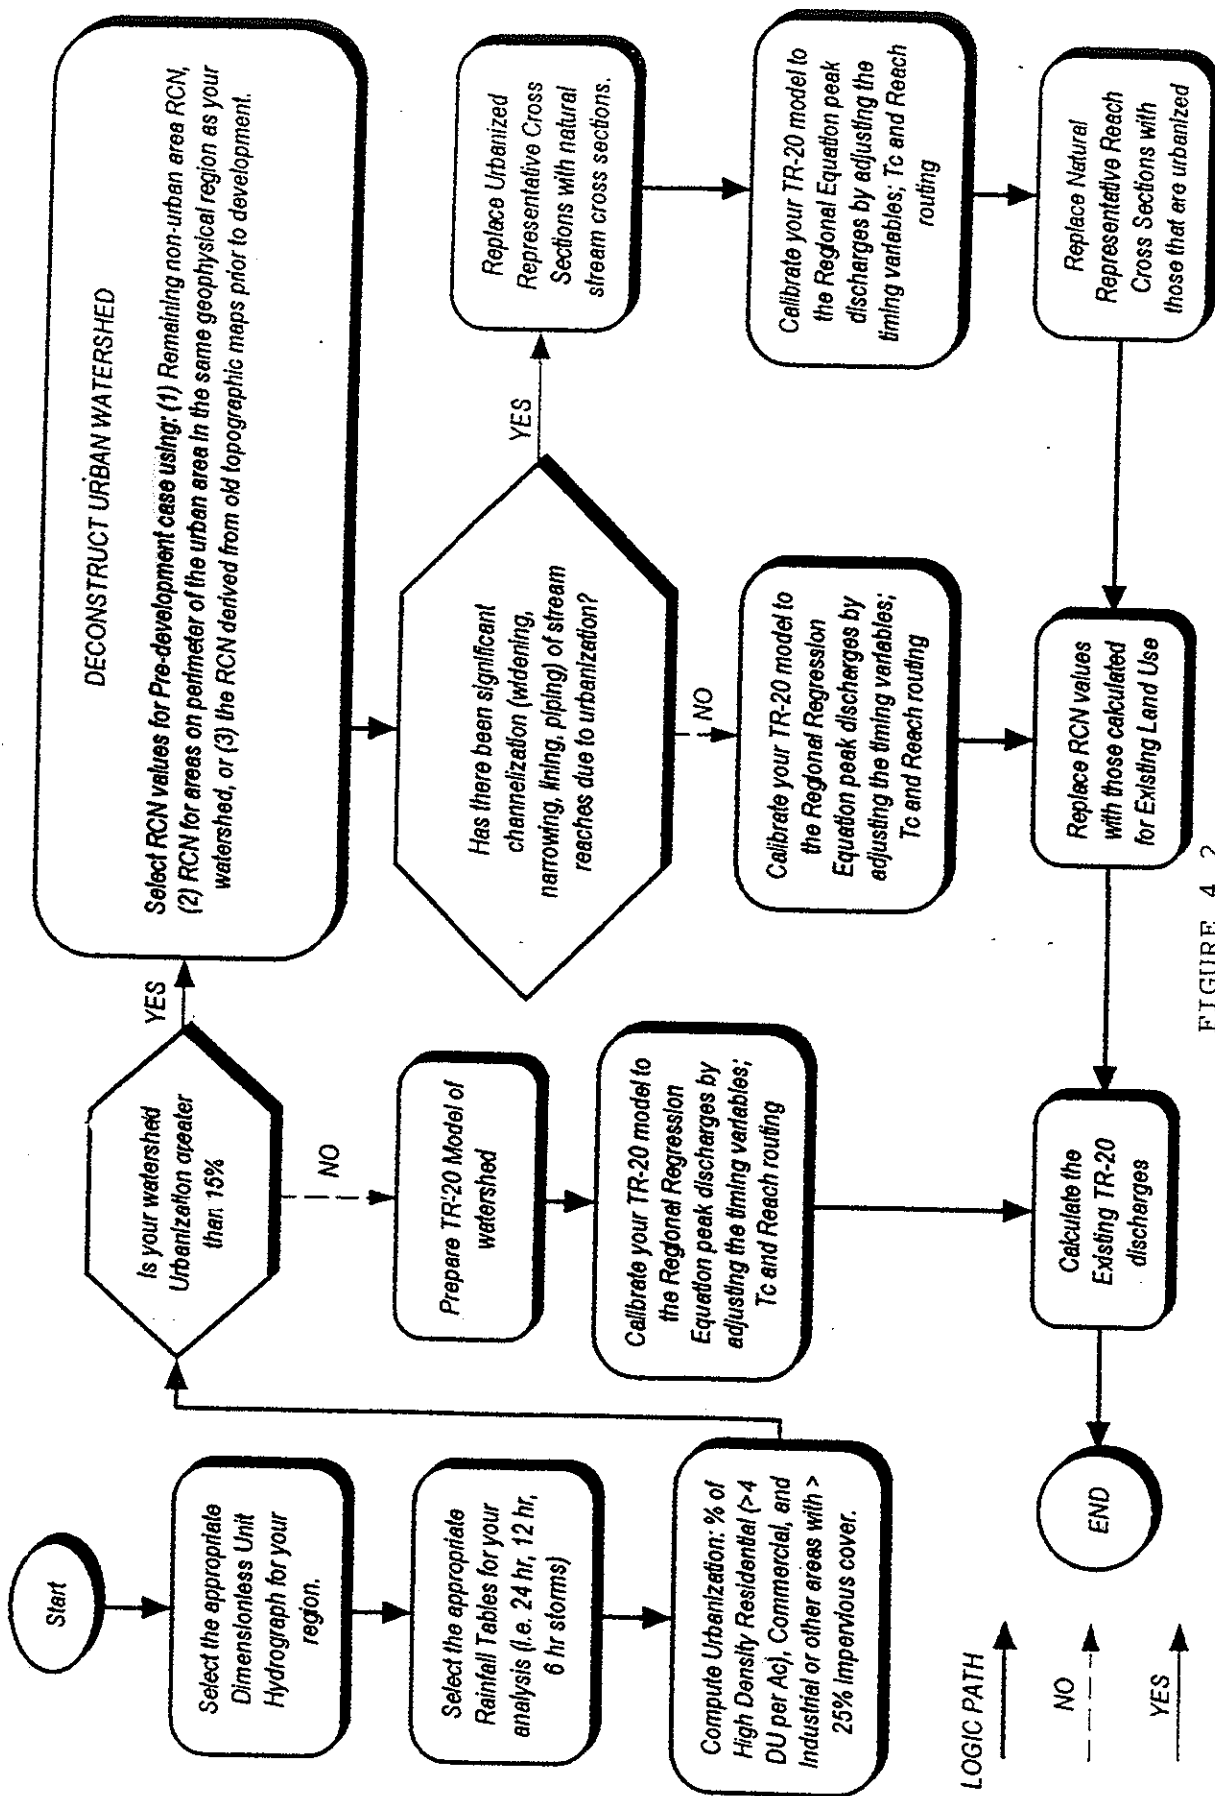 Start
Select the appropriate
Dimensionless Unit
Hydrograph for your
region.
Select the appropriate
Rainfall Tables for your
analysis (i.e. 24 hr, 12 hr,
6 hr storms)
Compute Urbanization: % of
High Density Residential (>4
DU per Ac), Commercial, and
Industrial or other areas with >
25% Impervious cover.
Is your watershed
Urbanization greater
than 15%
YES
NO
DECONSTRUCT URBAN WATERSHED
Select RCN values for Pre-development case using: (1) Remaining non-urban area RCN,
(2) RCN for areas on perimeter of the urban area in the same geophysical region as your
watershed, or (3) the RCN derived from old topographic maps prior to development.
Prepare TR-20 Model of
watershed
Calibrate your TR-20 model to
the Regional Regression
Equation peak discharges by
adjusting the timing variables;
Tc and Reach routing
Has there been significant
channelization (widening,
narrowing, lining, piping) of stream
reaches due to urbanization?
YES
NO
Replace Urbanized
Representative Cross
Sections with natural
stream cross sections.
Calibrate your TR-20 model to
the Regional Equation peak
discharges by adjusting the
timing variables; Tc and Reach
routing
Calibrate your TR-20 model to
the Regional Regression
Equation peak discharges by
adjusting the timing variables;
Tc and Reach routing
Replace Natural
Representative Reach
Cross Sections with
those that are urbanized
Replace RCN values
with those calculated
for Existing Land Use
Calculate the
Existing TR-20
discharges
END
LOGIC PATH
NO
YES
FIGURE 4.2